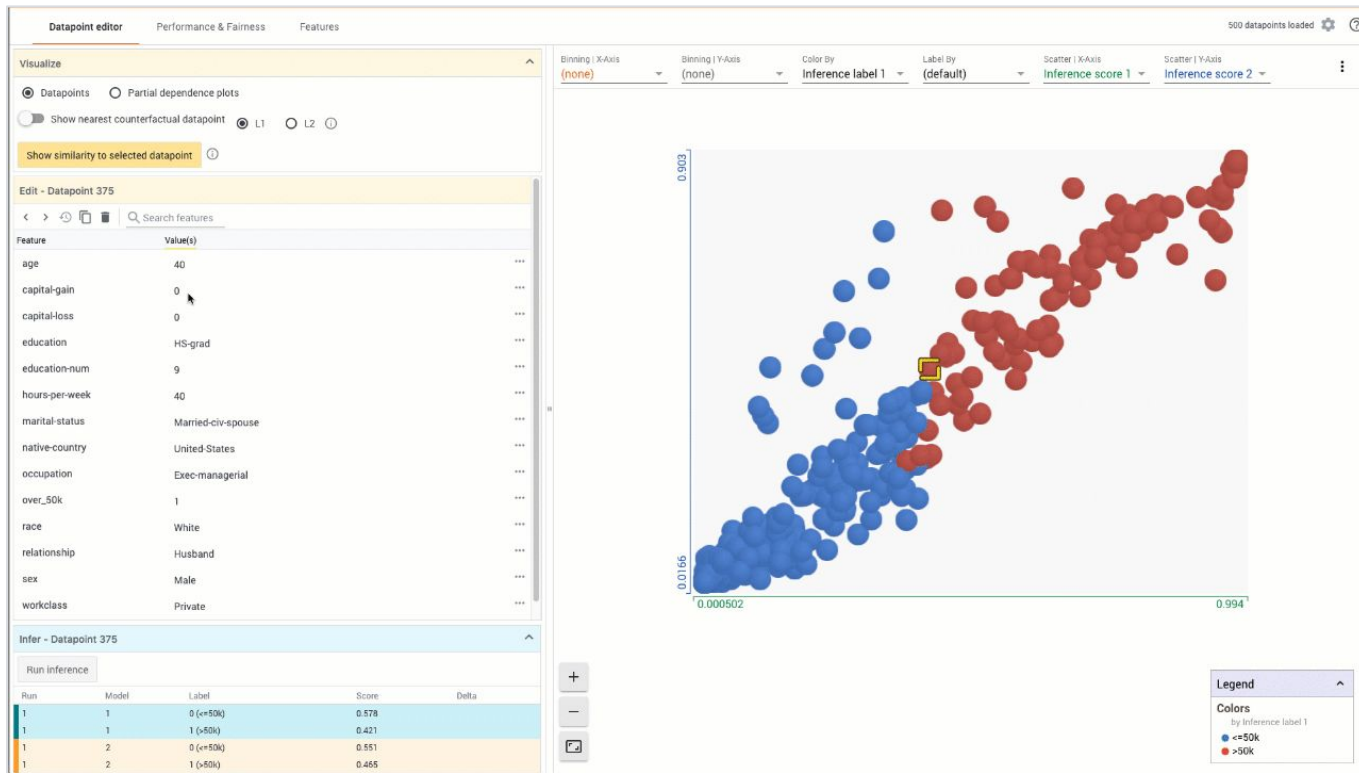 Datapoint editor Performance & Fairness Features 500 datapoints loaded
Visualize
Datapoints Partial dependence plots
Show nearest counterfactual datapoint L1 L2
Show similarity to selected datapoint
Edit - Datapoint 375
Search features
Feature Value(s)
age 40
capital-gain 0
capital-loss 0
education HS-grad
education-num 9
hours-per-week 40
marital-status Married-civ-spouse
native-country United-States
occupation Exec-managerial
over_50k 1
race White
relationship Husband
sex Male
workclass Private
Infer - Datapoint 375
Run inference
Run Model Label Score Delta
1 1 0 (<=50k) 0.578
1 1 1 (>50k) 0.421
1 2 0 (<=50k) 0.551
1 2 1 (>50k) 0.465
Binning | X-Axis Binning | Y-Axis Color By Label By Scatter | X-Axis Scatter | Y-Axis
(none) (none) Inference label 1 (default) Inference score 1 Inference score 2
0.903
0.0166
0.000502 0.994
Legend
Colors
by Inference label 1
<=50k
>50k